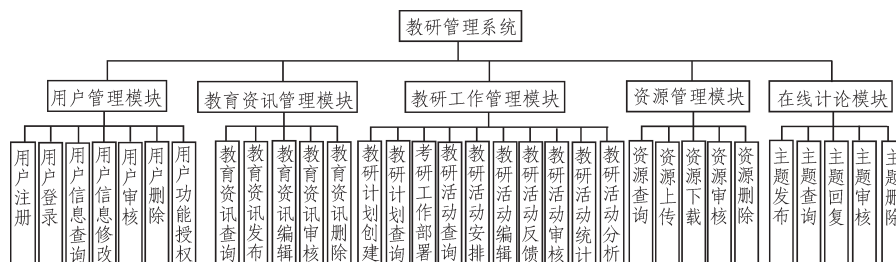 教研管理系统
用户管理模块
教育资讯管理模块
教研工作管理模块
资源管理模块
在线计论模块
用户注册
用户登录
用户信息查询
用户信息修改
用户审核
用户删除
用户功能授权
教育资讯查询
教育资讯发布
教育资讯编辑
教育资讯审核
教育资讯删除
教研计划创建
教研计划查询
考研工作部署
教研活动查询
教研活动安排
教研活动编辑
教研活动反馈
教研活动审核
教研活动统计
教研活动分析
资源查询
资源上传
资源下载
资源审核
资源删除
主题发布
主题查询
主题回复
主题审核
主题删除